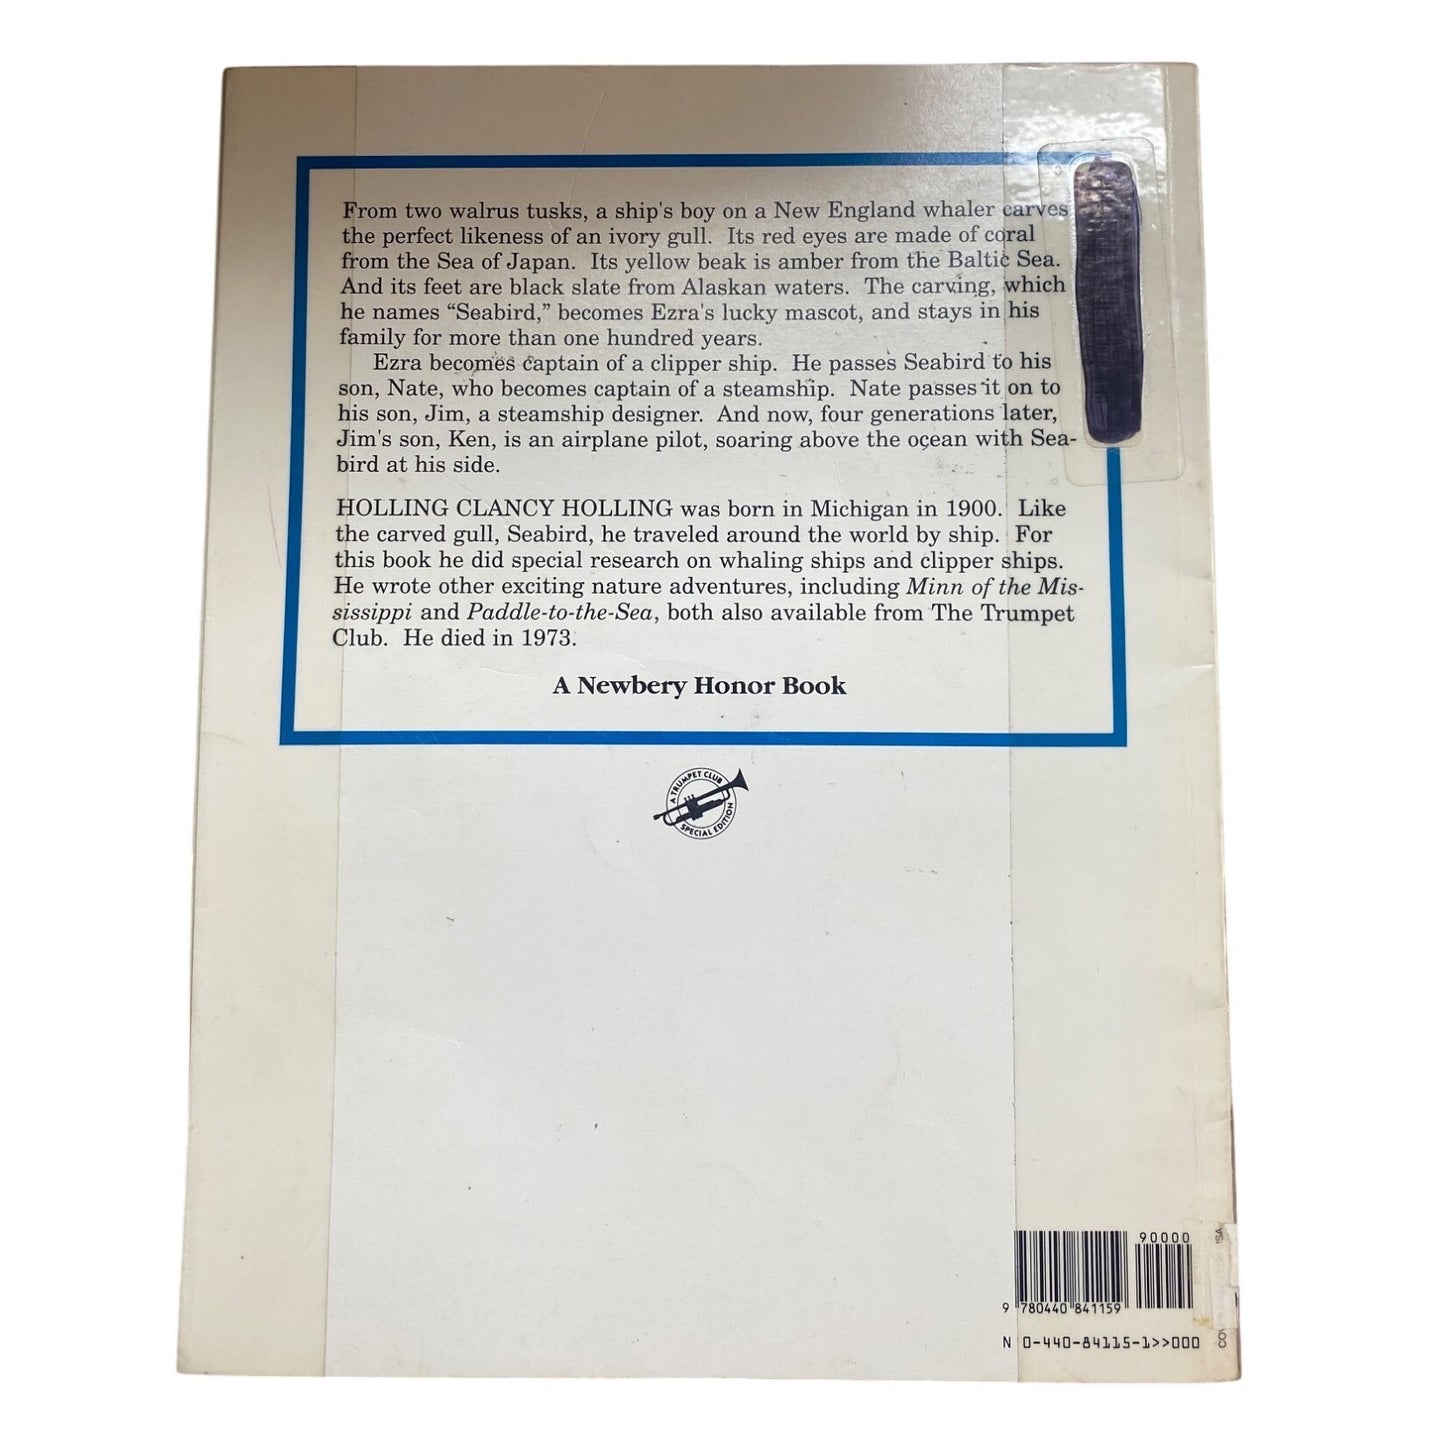 From two walrus tusks, a ship's boy on a New England whaler carves
the perfect likeness of an ivory gull. Its red eyes are made of coral
from the Sea of Japan. Its yellow beak is amber from the Baltic Sea.
And its feet are black slate from Alaskan waters. The carving, which
he names “Seabird,” becomes Ezra's lucky mascot, and stays in his
family for more than one hundred years.
Ezra becomes captain of a clipper ship. He passes Seabird to his
son, Nate, who becomes captain of a steamship. Nate passes it on to
his son, Jim, a steamship designer. And now, four generations later,
Jim's son, Ken, is an airplane pilot, soaring above the ocean with Sea-
bird at his side.
HOLLING CLANCY HOLLING was born in Michigan in 1900. Like
the carved gull, Seabird, he traveled around the world by ship. For
this book he did special research on whaling ships and clipper ships.
He wrote other exciting nature adventures, including Minn of the Mis-
sissippi and Paddle-to-the-Sea, both also available from The Trumpet
Club. He died in 1973.
A Newbery Honor Book
A TRUMPET CLUB
SPECIAL EDITION
90000
9 780440 841159
N 0-440-84115-1>>000